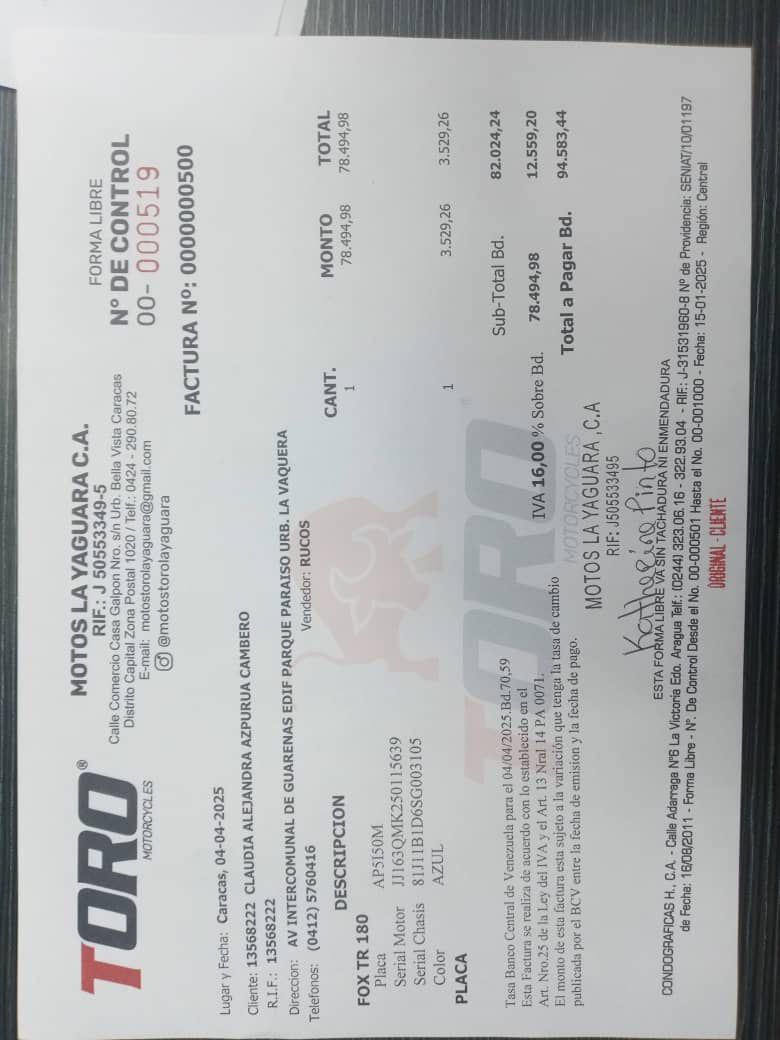 TORO®
MOTORCYCLES
MOTOS LA YAGUARA C.A.
RIF.: J 50553349-5
Calle Comercio Casa Galpon Nro. s/n Urb. Bella Vista Caracas
Distrito Capital Zona Postal 1020 / Telf.: 0424 - 290.80.72
E-mail: motostorolayaguara@gmail.com
@motostorolayaguara
FORMA LIBRE
Nº DE CONTROL
00- 000519
FACTURA Nº: 0000000500
Lugar y Fecha: Caracas, 04-04-2025
Cliente: 13568222 CLAUDIA ALEJANDRA AZPURUA CAMBERO
R.I.F.: 13568222
Direccion: AV INTERCOMUNAL DE GUARENAS EDIF PARQUE PARAISO URB. LA VAQUERA
Telefonos: (0412) 5760416 Vendedor: RUCOS
DESCRIPCION CANT. MONTO TOTAL
FOX TR 180 1 78.494,98 78.494,98
Placa AP5I50M
Serial Motor JJ163QMK250115639
Serial Chasis 81J11B1D6SG003105
Color AZUL
PLACA 1 3.529,26 3.529,26
TORO
MOTORCYCLES
Sub-Total Bd. 82.024,24
IVA 16,00 % Sobre Bd. 78.494,98 12.559,20
Total a Pagar Bd. 94.583,44
Tasa Banco Central de Venezuela para el 04/04/2025.Bd.70,59
Esta Factura se realiza de acuerdo con lo establecido en el
Art. Nro.25 de la Ley del IVA y el Art. 13 Nral 14 PA 0071.
El monto de esta factura esta sujeto a la variación que tenga la tasa de cambio
publicada por el BCV entre la fecha de emision y la fecha de pago.
MOTOS LA YAGUARA ,C.A
RIF: J505533495
Katherine Pinto
ESTA FORMA LIBRE VA SIN TACHADURA NI ENMENDADURA
CONDOGRAFICAS H., C.A. - Calle Adarraga Nº6 La Victoria Edo. Aragua Telf.: (0244) 323.06.16 - 322.93.04 - RIF.: J-31531960-8 Nº de Providencia: SENIAT/10/01197
de Fecha: 16/08/2011 - Forma Libre - Nº. De Control Desde el No. 00-000501 Hasta el No. 00-001000 - Fecha: 15-01-2025 - Región: Central
ORIGINAL - CLIENTE